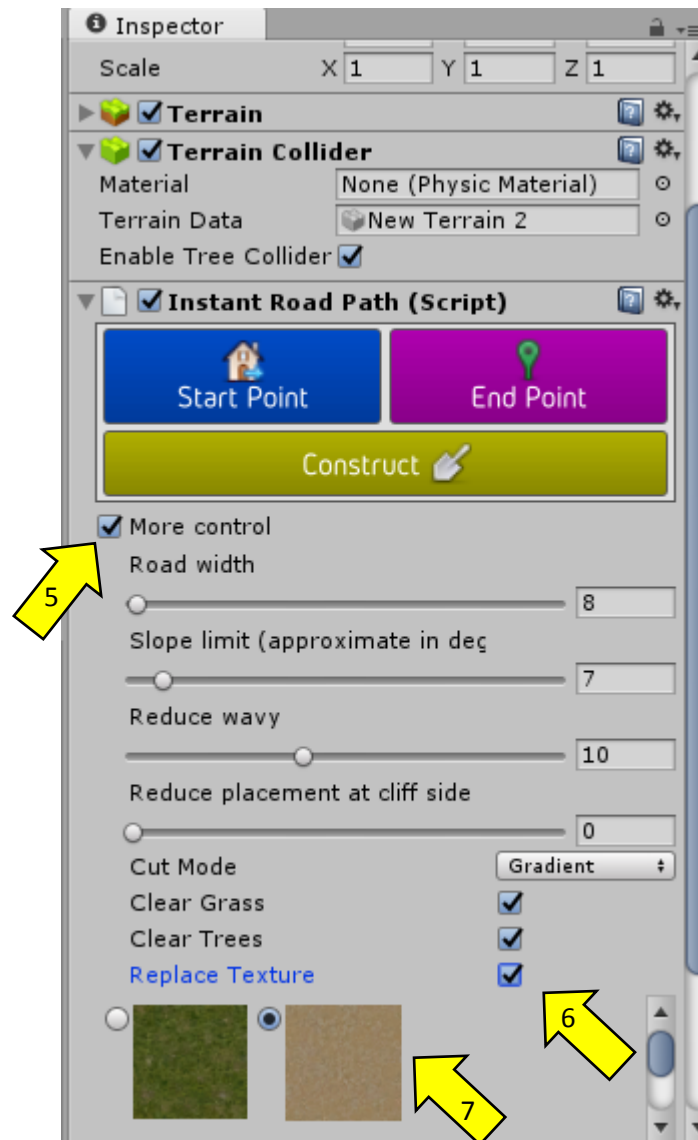 Inspector
Scale X 1 Y 1 Z 1
Terrain
Terrain Collider
Material None (Physic Material)
Terrain Data New Terrain 2
Enable Tree Collider
Instant Road Path (Script)
Start Point End Point
Construct
More control
5
Road width
8
Slope limit (approximate in deg
7
Reduce wavy
10
Reduce placement at cliff side
0
Cut Mode Gradient
Clear Grass
Clear Trees
Replace Texture
6
7